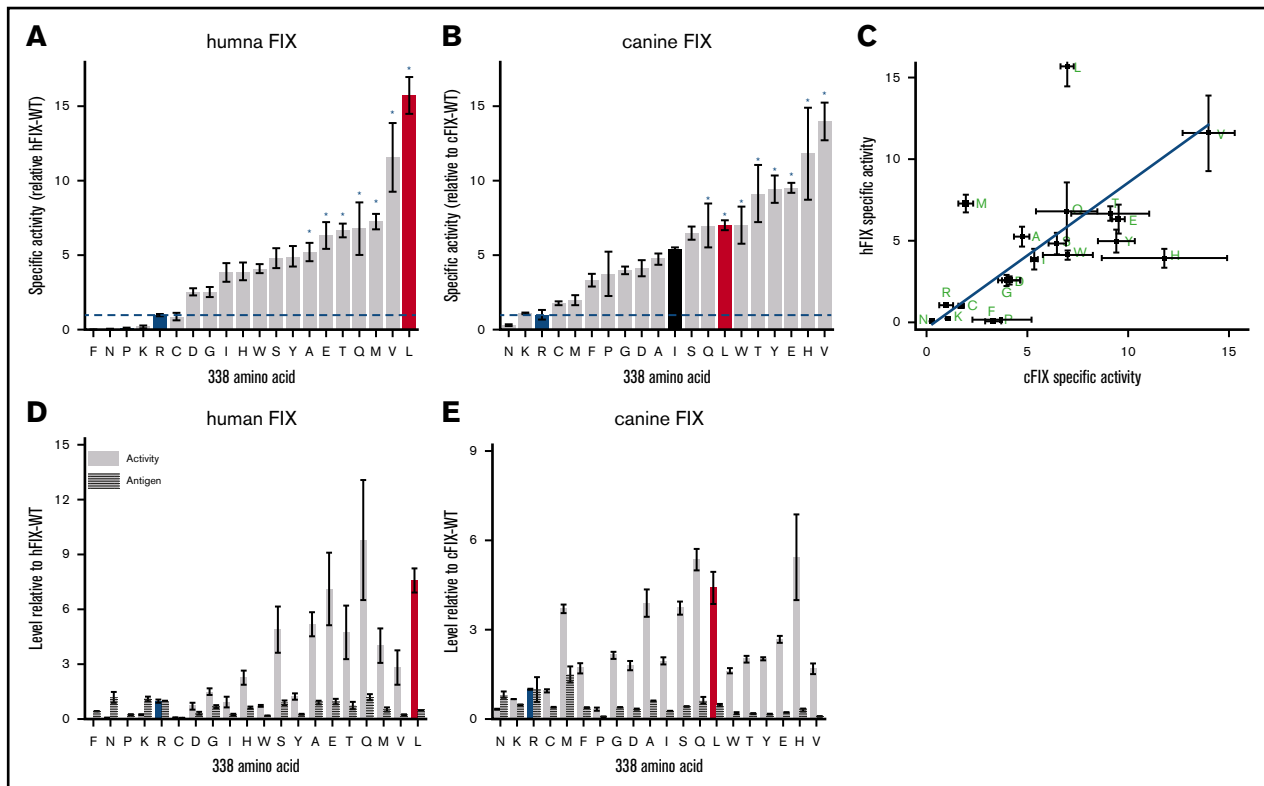 A
humna FIX
Specific activity (relative hFIX-WT)
15
10
5
0
* * * * * * *
F N P K R C D G I H W S Y A E T Q M V L
338 amino acid
B
canine FIX
Specific activity (relative to cFIX-WT)
15
10
5
0
* * * * * * * *
N K R C M F P G D A I S Q L W T Y E H V
338 amino acid
C
hFIX specific activity
15
10
5
0
L
V
M
Q
T
E
A
S
Y
W
H
I
D
G
R
C
F
N
K
P
0 5 10 15
cFIX specific activity
D
human FIX
Level relative to hFIX-WT
15
12
9
6
3
0
Activity
Antigen
F N P K R C D G I H W S Y A E T Q M V L
338 amino acid
E
canine FIX
Level relative to cFIX-WT
9
6
3
0
N K R C M F P G D A I S Q L W T Y E H V
338 amino acid